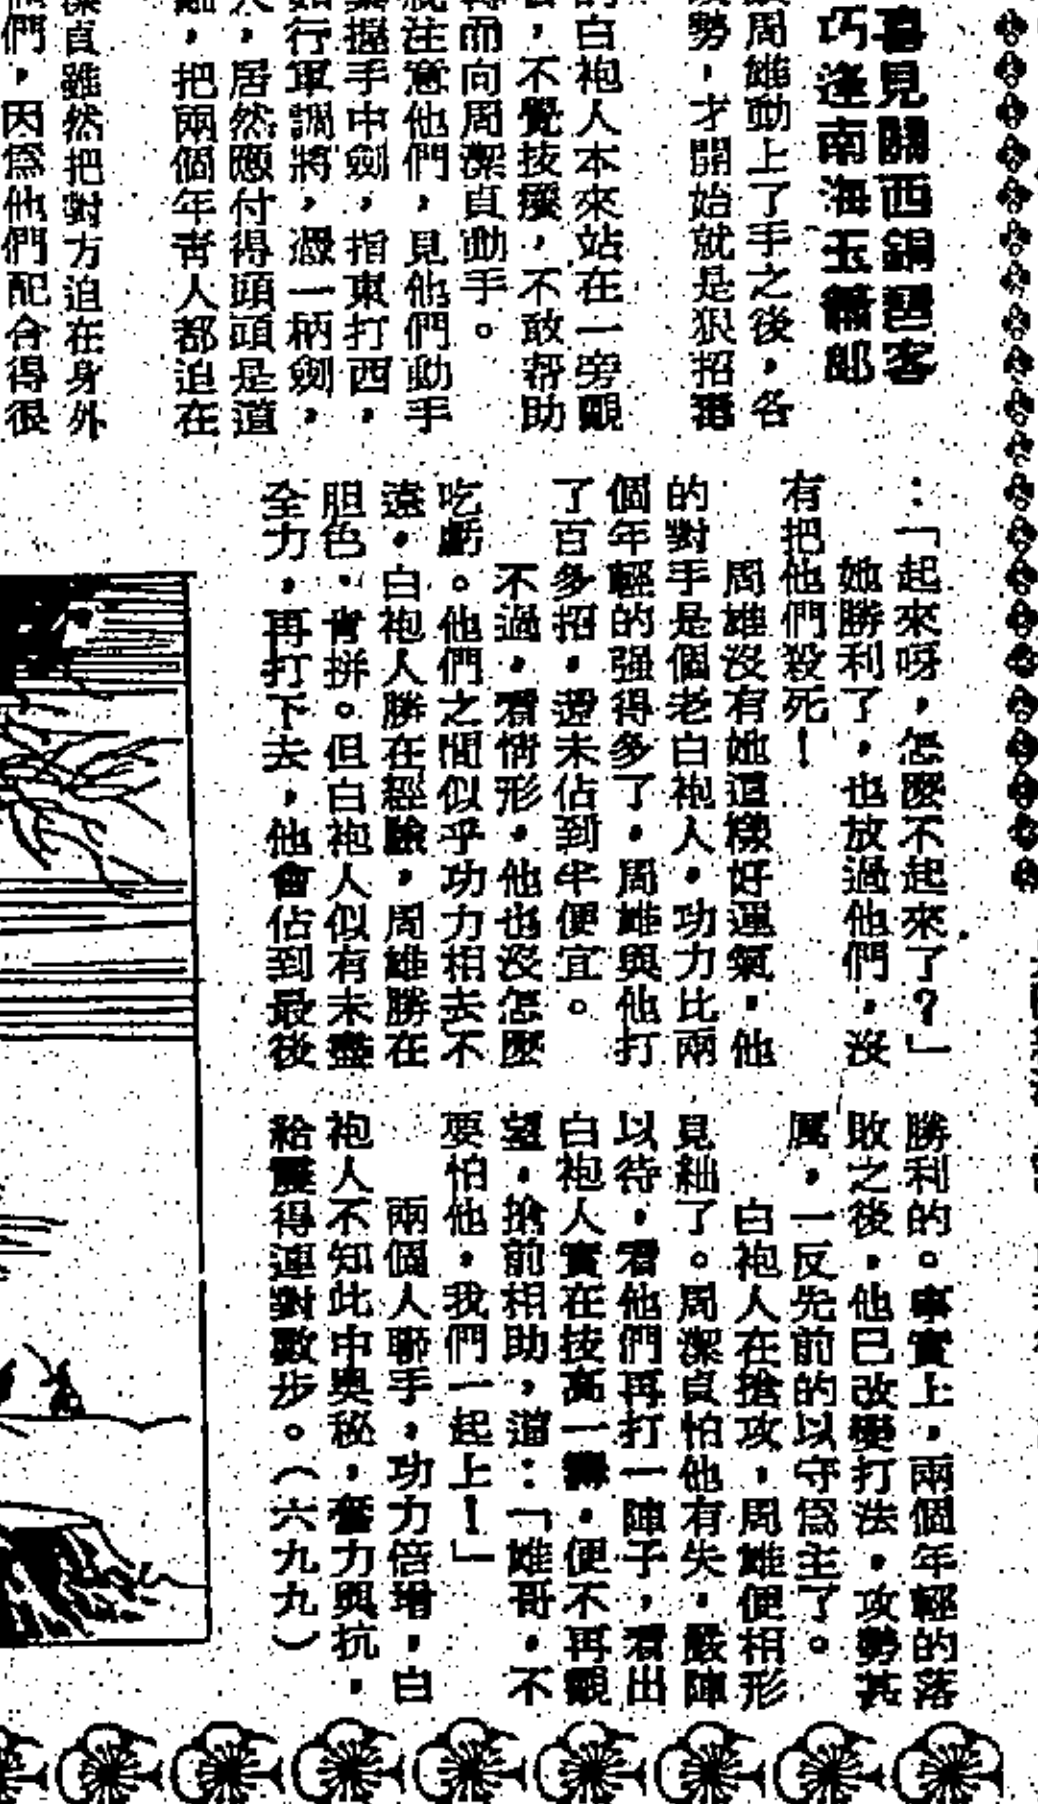 喜見關西銅琶客
巧逢南海玉簫郎
周雄動上了手之後，各
勢，才開始就是狠招
的白袍人本來站在一旁觀
，不覺技癢，不敢帮助
而向周潔貞動手。
注意他們，見他們動手
握手中劍，指東打西，
行軍調將，憑一柄劍，
，居然應付得頭頭是道
，把兩個年青人都迫在
潔貞雖然把對方迫在身外
們，因爲他們配合得很
：「起來呀，怎麼不起來了？」
她勝利了，也放過他們，沒
有把他們殺死！
周雄沒有她這樣好運氣，他
的對手是個老白袍人，功力比兩
個年輕的强得多了，周雄與他打
了百多招，還未佔到半便宜。
不過，看情形，他也沒怎麼
吃虧。他們之間似乎功力相去不
遠，白袍人勝在經驗，周雄勝在
胆色，肯拼。但白袍人似有未盡
全力，再打下去，他會佔到最後
勝利的。事實上，兩個年輕的落
敗之後，他已改變打法，攻勢甚
厲，一反先前的以守爲主了。
白袍人在搶攻，周雄便相形
見絀了。周潔貞怕他有失，嚴陣
以待，看他們再打一陣子，看出
白袍人實在技高一籌，便不再觀
望，搶前相助，道：「雄哥，不
要怕他，我們一起上！」
兩個人聯手，功力倍增，白
袍人不知此中奥秘，奮力與抗，
給震得連對數步。（六九九）